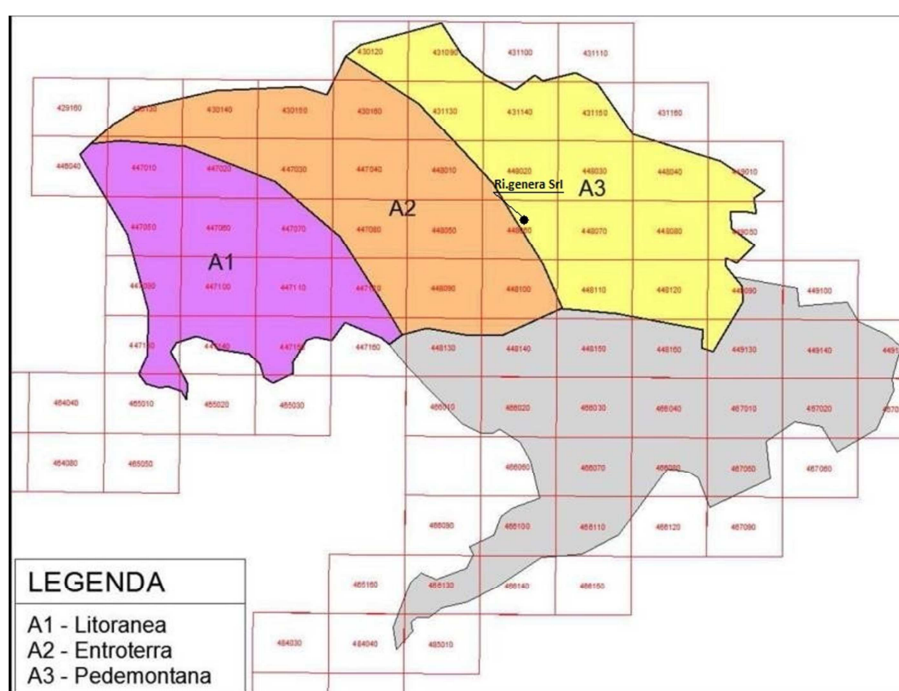 430120 431090 431100 431110
429160 430130 430140 430150 430160 431130 431140 431150 431160
446040 447010 447020 447030 447040 448010 448020 448030 448040 449010
Ri.genera Srl
A3
A2
447050 447060 447070 447080 448050 448070 448080 449050
A1
447090 447100 447110 448090 448100 448110 448120 449090 449100
447140 447150 447160 448130 448140 448150 448160 449130 449140
464040 465010 465020 465030 466010 466020 466030 466040 467010 467020
464080 465050 466060 466070 466080 467050 467060
466090 466100 466110 466120 467090
465160 466130 466140 466150
484030 484040 485010
LEGENDA
A1 - Litoranea
A2 - Entroterra
A3 - Pedemontana